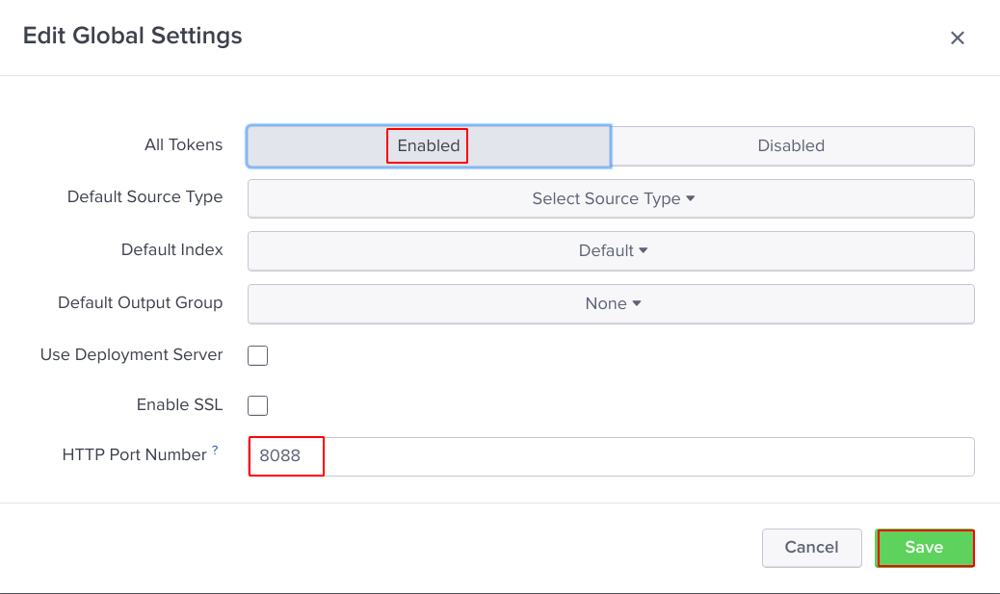 Edit Global Settings
All Tokens Enabled Disabled
Default Source Type Select Source Type
Default Index Default
Default Output Group None
Use Deployment Server
Enable SSL
HTTP Port Number ? 8088
Cancel Save